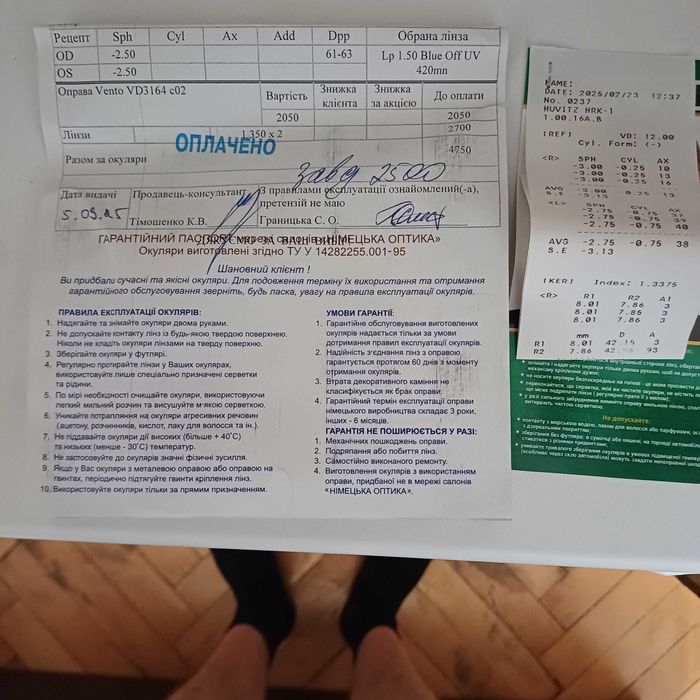 Рецепт Sph Cyl Ax Add Dpp Обрана лінза
OD -2.50 61-63 Lp 1.50 Blue Off UV
OS -2.50 420mn
Оправа Vento VD3164 c02 Вартість Знижка клієнта Знижка за акцією До оплати
2050 2050
Лінзи 1350 x 2 2700
ОПЛАЧЕНО
Разом за окуляри 4750
завд 2500
Дата видачі Продавець-консультант З правилами експлуатації ознайомлений(-а),
5.03.25 претензій не маю
Тімошенко К.В. Границька С. О.
ГАРАНТІЙНИЙ ПАСПОРТ мережа салонів «НІМЕЦЬКА ОПТИКА»
ДЯКУЄМО ЗА ВАШ ВИБІР
Окуляри виготовлені згідно ТУ У 14282255.001-95
Шановний клієнт !
Ви придбали сучасні та якісні окуляри. Для подовження терміну їх використання та отримання
гарантійного обслуговування зверніть, будь ласка, увагу на правила експлуатації окулярів.
ПРАВИЛА ЕКСПЛУАТАЦІЇ ОКУЛЯРІВ:
1. Надягайте та знімайте окуляри двома руками.
2. Не допускайте контакту лінз із будь-якою твердою поверхнею.
Ніколи не кладіть окуляри лінзами на тверду поверхню.
3. Зберігайте окуляри у футлярі.
4. Регулярно протирайте лінзи у Ваших окулярах,
використовуйте лише спеціально призначені серветки
та рідини.
5. По мірі необхідності очищайте окуляри, використовуючи
легкий мильний розчин та висушуйте м'якою серветкою.
6. Уникайте потрапляння на окуляри агресивних речовин
(ацетону, розчинників, кислот, лаку для волосся та ін.).
7. Не піддавайте окуляри дії високих (більше + 40˚С)
та низьких (менше - 30˚С) температур.
8. Не застосовуйте до окулярів значні фізичні зусилля.
9. Якщо у Вас окуляри з металевою оправою або оправою на
гвинтах, періодично підтягуйте гвинти кріплення лінз.
10. Використовуйте окуляри тільки за прямим призначенням.
УМОВИ ГАРАНТІЇ:
1. Гарантійне обслуговування виготовлених
окулярів надається тільки за умови
дотримання правил експлуатації окулярів.
2. Надійність з'єднання лінз з оправою
гарантується протягом 60 днів з моменту
отримання окулярів.
3. Втрата декоративного каміння не
класифікується як брак оправи.
4. Гарантійний термін експлуатації оправи
німецького виробництва складає 3 роки,
інших - 6 місяців.
ГАРАНТІЯ НЕ ПОШИРЮЄТЬСЯ У РАЗІ:
1. Механічних пошкоджень оправи.
2. Подряпання або побиття лінз.
3. Самостійно виконаного ремонту.
4. Виготовлення окулярів з використанням
оправи, придбаної не в мережі салонів
«НІМЕЦЬКА ОПТИКА».
NAME:
DATE: 2025/02/23 12:37
No. 0237
HUVITZ HRK-1
1.00.16A.B
[REF] VD: 12.00
Cyl. Form: (-)
<R> SPH CYL AX
-3.00 -0.25 10
-3.00 -0.25 13
-3.00 -0.25 16
AVG -3.00 -0.25 13
S.E
<L> SPH CYL AX
-2.75 -0.75 37
-2.75 -0.75 39
-2.75 -0.75 40
AVG -2.75 -0.75 38
S.E -3.13
[KER] Index: 1.3375
<R> R1 R2 A1
8.01 7.86 3
8.01 7.85 3
8.01 7.86 3
mm D A
R1 8.01 42.15 3
R2 7.86 93
Не допускайте: